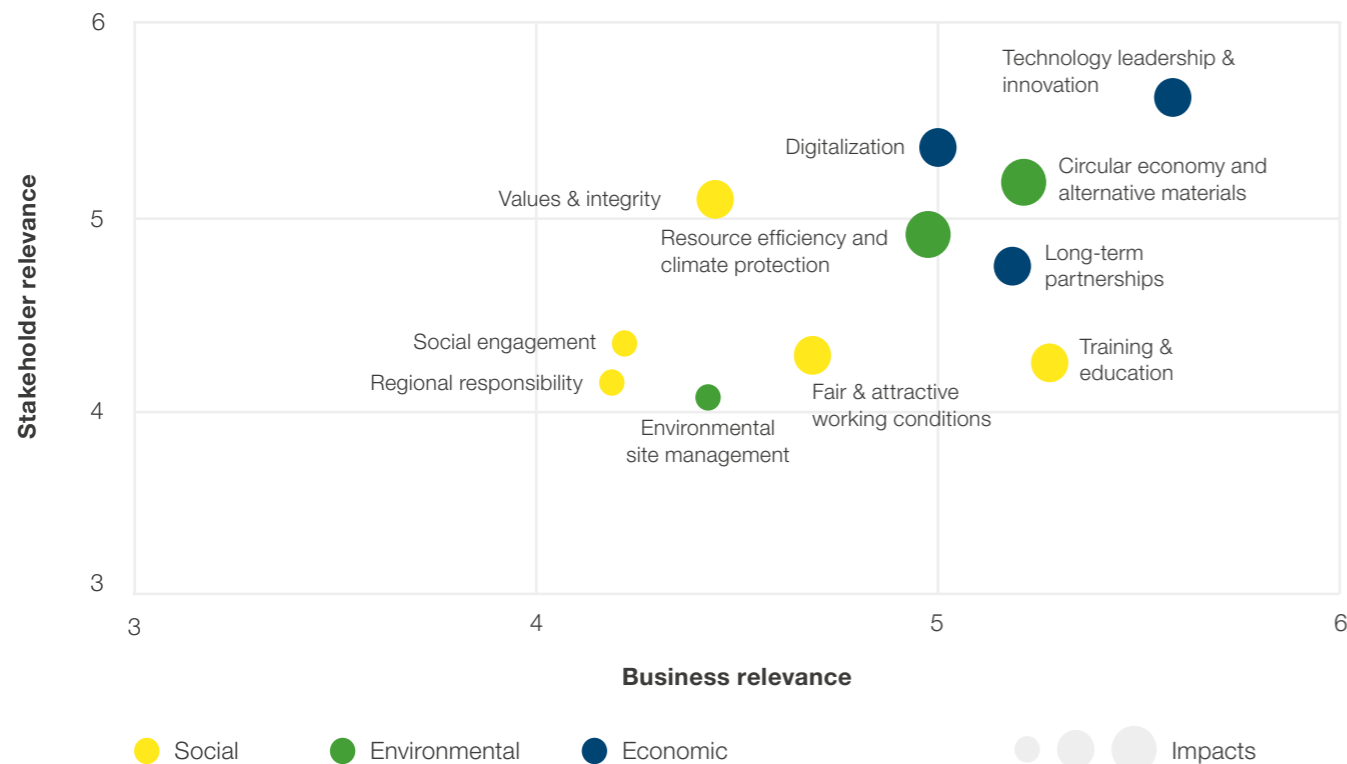 6
Technology leadership &
innovation
Digitalization
Circular economy and
alternative materials
Values & integrity
5
Resource efficiency and
climate protection
Long-term
partnerships
Stakeholder relevance
Social engagement
Training &
education
Regional responsibility
Fair & attractive
working conditions
4
Environmental
site management
3
3
4
5
6
Business relevance
Social
Environmental
Economic
Impacts